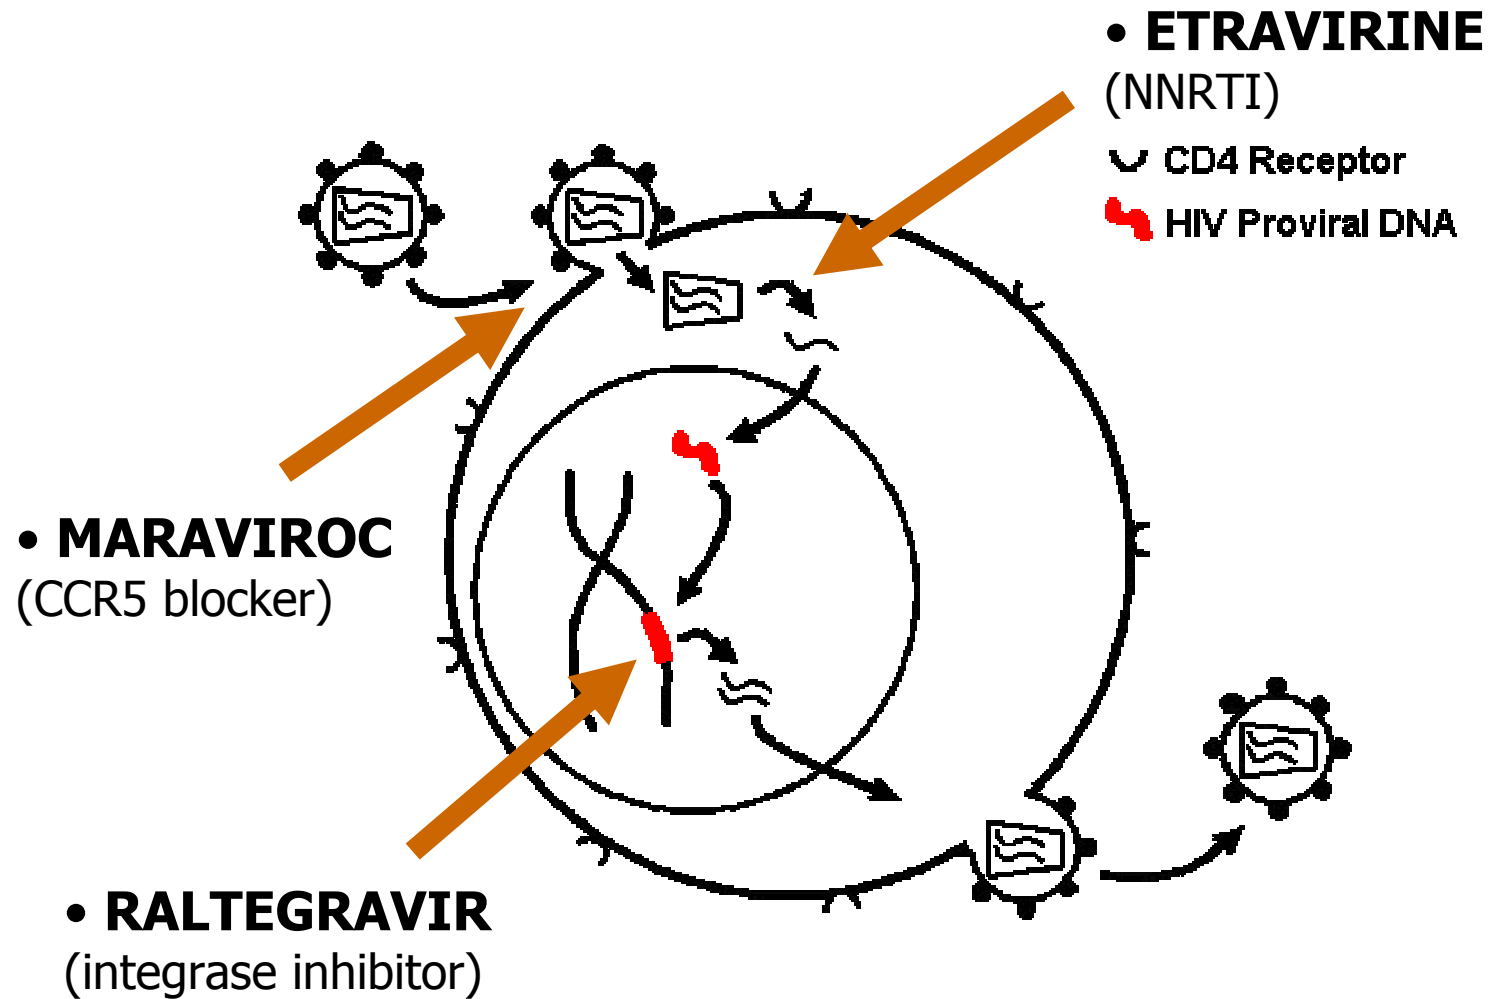 • ETRAVIRINE
(NNRTI)
CD4 Receptor
HIV Proviral DNA
• MARAVIROC
(CCR5 blocker)
• RALTEGRAVIR
(integrase inhibitor)